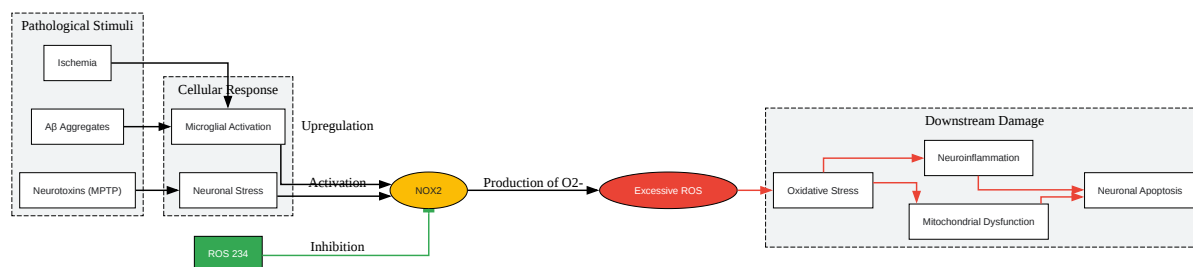 Pathological Stimuli
Ischemia
Aβ Aggregates
Neurotoxins (MPTP)
Cellular Response
Microglial Activation
Neuronal Stress
Upregulation
Activation
ROS 234
Inhibition
NOX2
Production of O2-
Excessive ROS
Downstream Damage
Oxidative Stress
Neuroinflammation
Mitochondrial Dysfunction
Neuronal Apoptosis